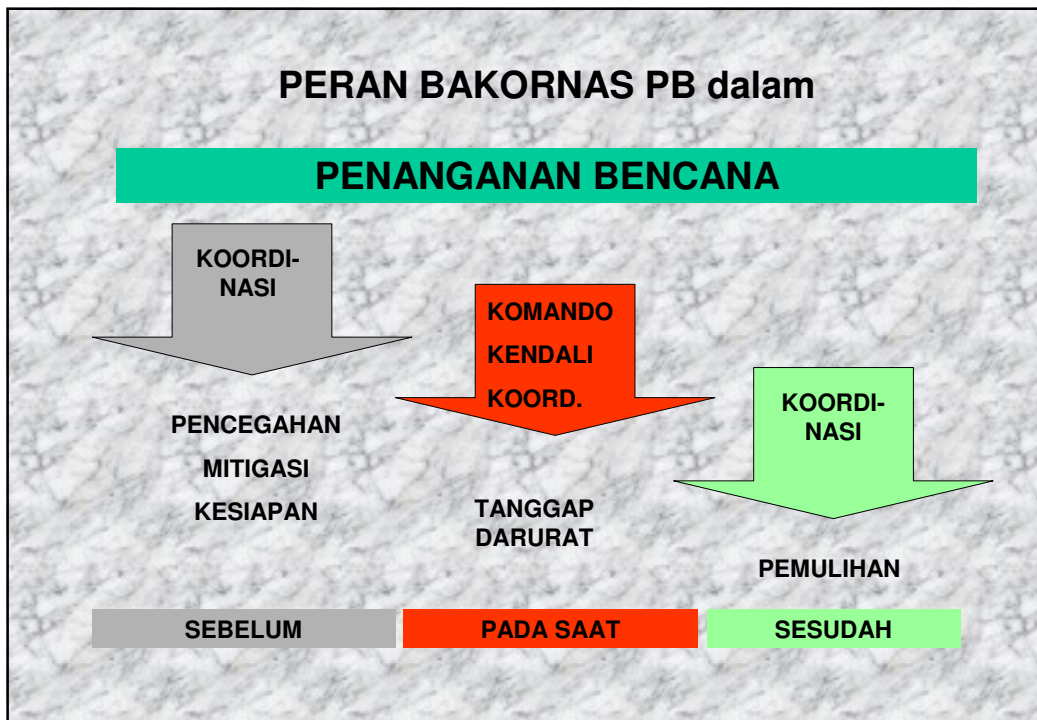 PERAN BAKORNAS PB dalam
PENANGANAN BENCANA
KOORDI-
NASI
PENCEGAHAN
MITIGASI
KESIAPAN
KOMANDO
KENDALI
KOORD.
TANGGAP
DARURAT
KOORDI-
NASI
PEMULIHAN
SEBELUM
PADA SAAT
SESUDAH